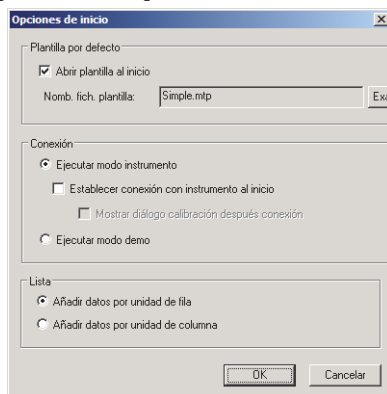 Opciones de inicio
Plantilla por defecto
Abrir plantilla al inicio
Nomb. fich. plantilla: Simple.mtp
Conexión
Ejecutar modo instrumento
Establecer conexión con instrumento al inicio
Mostrar diálogo calibración después conexión
Ejecutar modo demo
Lista
Añadir datos por unidad de fila
Añadir datos por unidad de columna
OK Cancelar